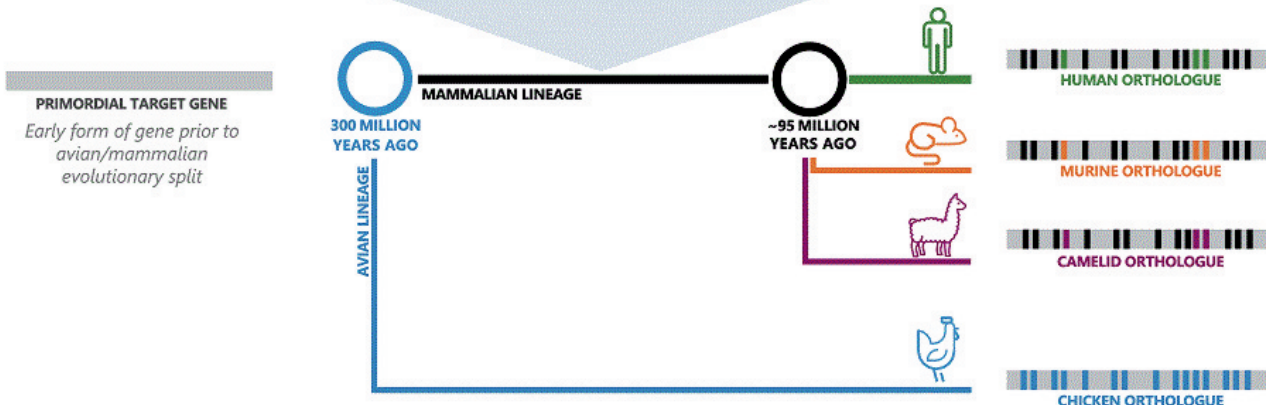 PRIMORDIAL TARGET GENE
Early form of gene prior to
avian/mammalian
evolutionary split
300 MILLION
YEARS AGO
MAMMALIAN LINEAGE
AVIAN LINEAGE
~95 MILLION
YEARS AGO
HUMAN ORTHOLOGUE
MURINE ORTHOLOGUE
CAMELID ORTHOLOGUE
CHICKEN ORTHOLOGUE